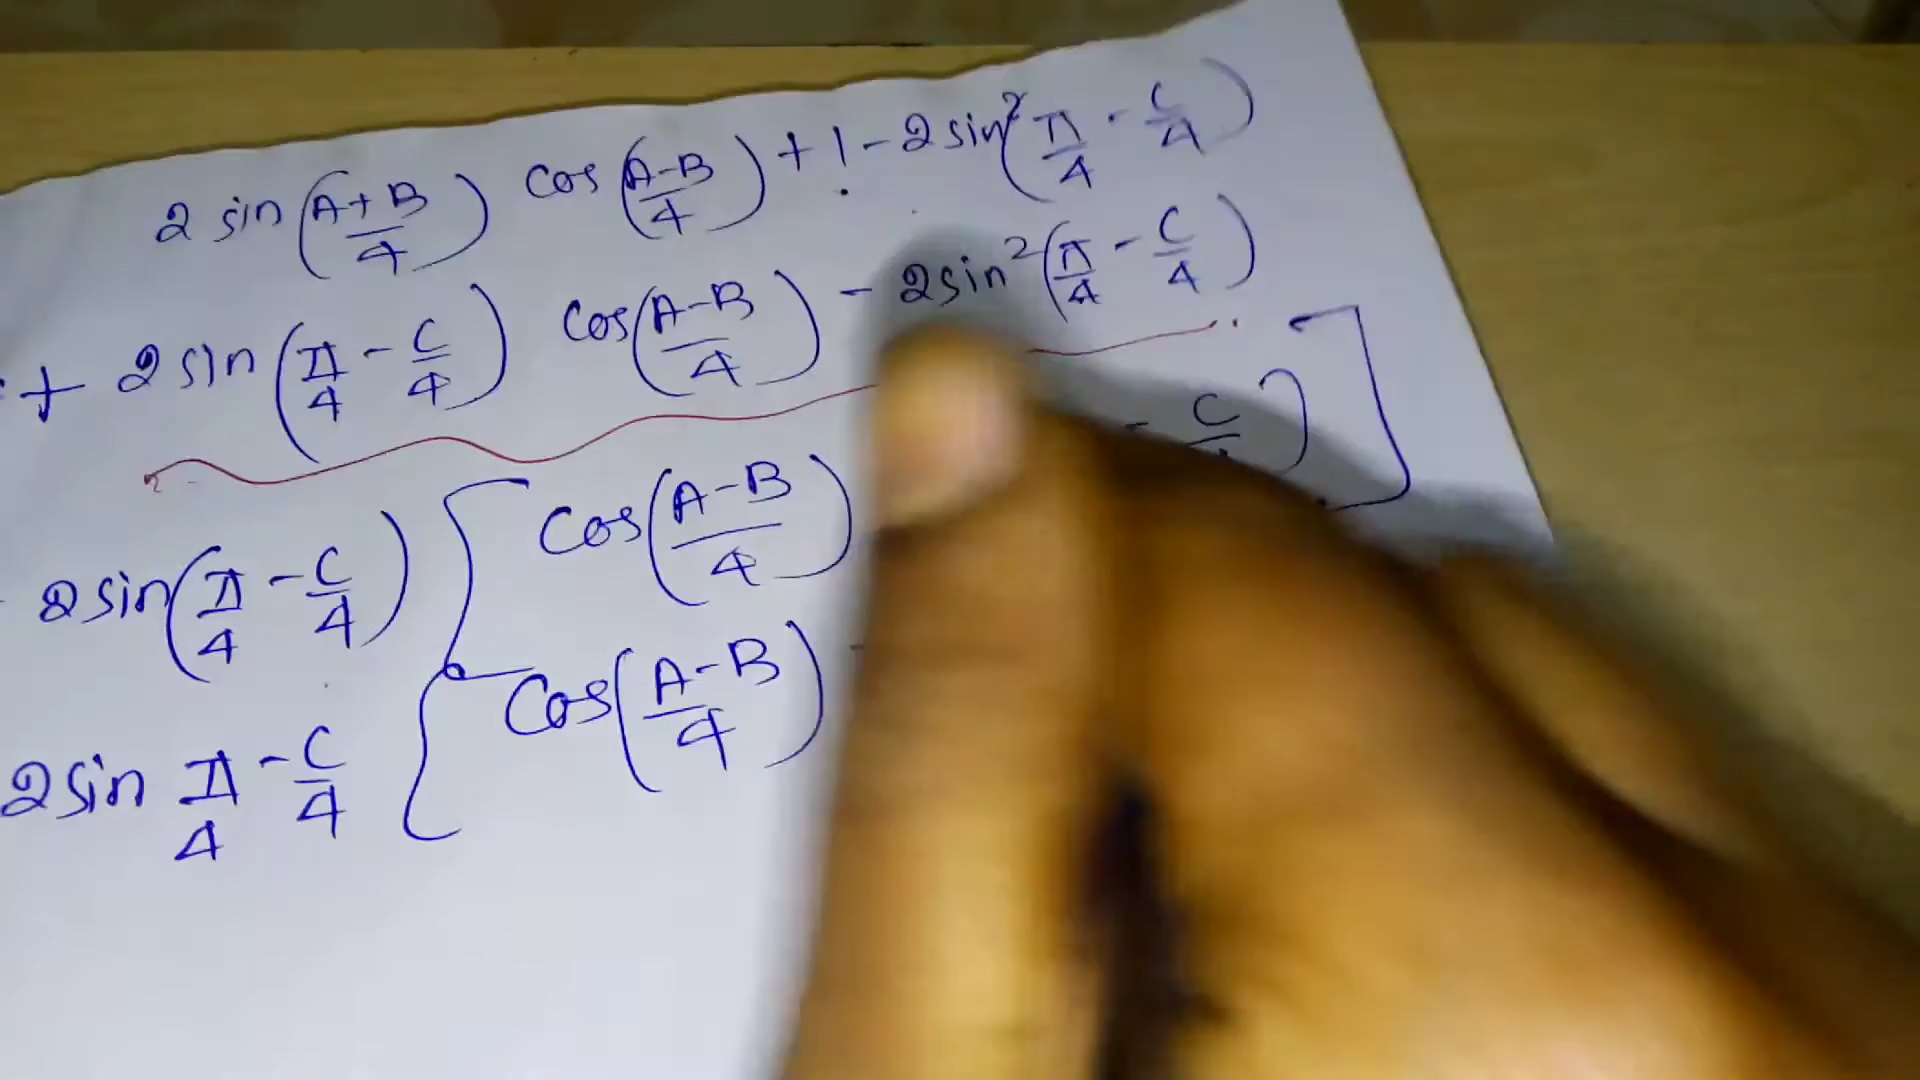 2 sin (A+B/4) cos (A-B/4) + 1 - 2 sin² (π/4 - C/4)
+ 2 sin (π/4 - C/4) cos (A-B/4) - 2 sin² (π/4 - C/4)
2 sin (π/4 - C/4) [ cos (A-B/4) - C/4) ]
2 sin π/4 - C/4 { cos (A-B/4) -